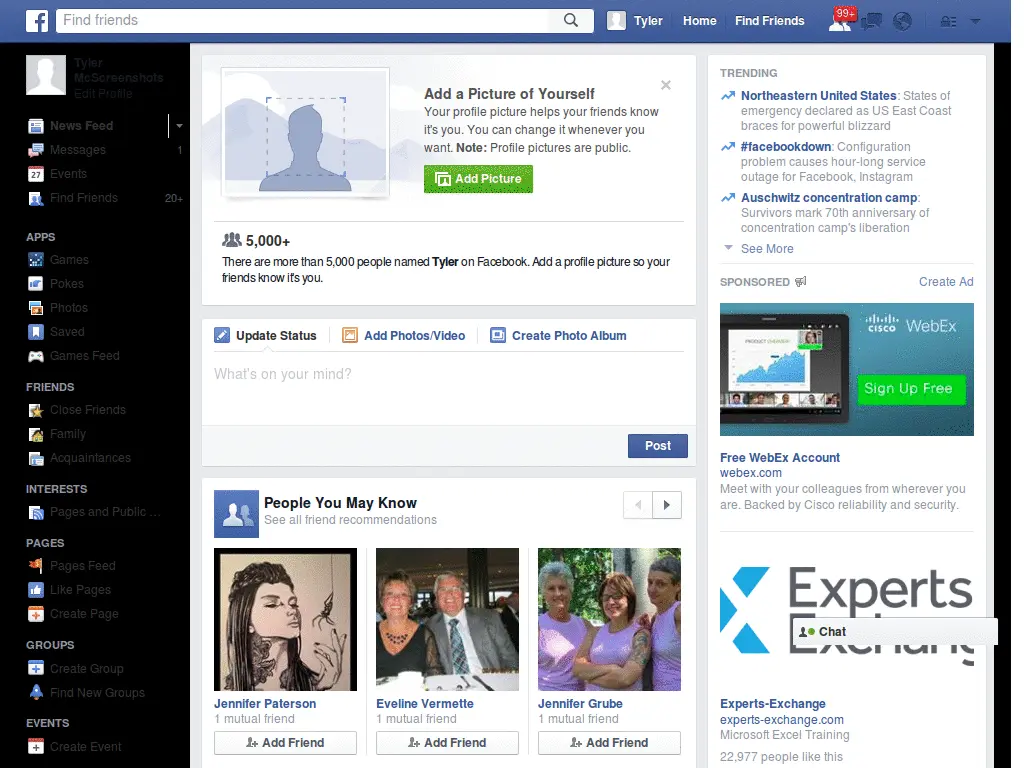 Find friends
Tyler
Home
Find Friends
99+
Tyler
McScreenshots
Edit Profile
News Feed
Messages
1
Events
Find Friends
20+
APPS
Games
Pokes
Photos
Saved
Games Feed
FRIENDS
Close Friends
Family
Acquaintances
INTERESTS
Pages and Public ...
PAGES
Pages Feed
Like Pages
Create Page
GROUPS
Create Group
Find New Groups
EVENTS
Create Event
Add a Picture of Yourself
Your profile picture helps your friends know
it's you. You can change it whenever you
want. Note: Profile pictures are public.
Add Picture
5,000+
There are more than 5,000 people named Tyler on Facebook. Add a profile picture so your
friends know it's you.
Update Status
Add Photos/Video
Create Photo Album
What's on your mind?
Post
People You May Know
See all friend recommendations
Jennifer Paterson
1 mutual friend
Add Friend
Eveline Vermette
1 mutual friend
Add Friend
Jennifer Grube
1 mutual friend
Add Friend
TRENDING
Northeastern United States: States of
emergency declared as US East Coast
braces for powerful blizzard
#facebookdown: Configuration
problem causes hour-long service
outage for Facebook, Instagram
Auschwitz concentration camp:
Survivors mark 70th anniversary of
concentration camp's liberation
See More
SPONSORED
Create Ad
PRODUCT OVERVIEW
cisco WebEx
Sign Up Free
Free WebEx Account
webex.com
Meet with your colleagues from wherever you
are. Backed by Cisco reliability and security.
Experts
Exchang
Chat
Experts-Exchange
experts-exchange.com
Microsoft Excel Training
22,977 people like this